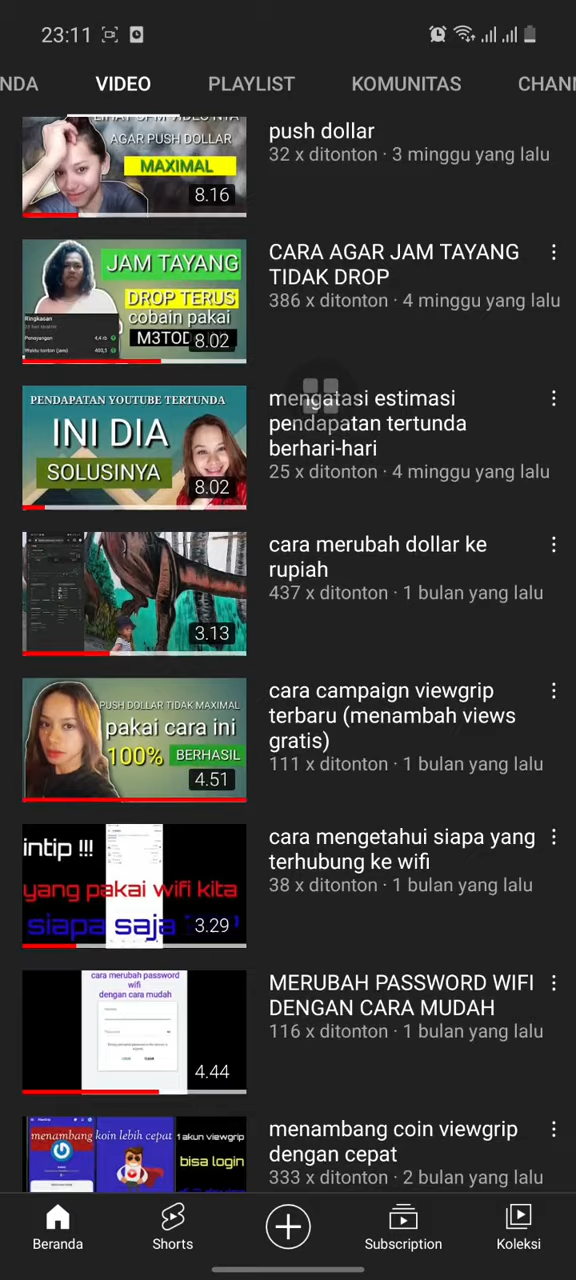 23:11
NDA VIDEO PLAYLIST KOMUNITAS CHAN
AGAR PUSH DOLLAR
MAXIMAL
8.16
push dollar
32 x ditonton · 3 minggu yang lalu
JAM TAYANG
DROP TERUS
cobain pakai
M3TOD
Ringkasan
8.02
CARA AGAR JAM TAYANG
TIDAK DROP
386 x ditonton · 4 minggu yang lalu
PENDAPATAN YOUTUBE TERTUNDA
INI DIA
SOLUSINYA
8.02
mengatasi estimasi
pendapatan tertunda
berhari-hari
25 x ditonton · 4 minggu yang lalu
3.13
cara merubah dollar ke
rupiah
437 x ditonton · 1 bulan yang lalu
PUSH DOLLAR TIDAK MAXIMAL
pakai cara ini
100% BERHASIL
4.51
cara campaign viewgrip
terbaru (menambah views
gratis)
111 x ditonton · 1 bulan yang lalu
intip !!!
yang pakai wifi kita
siapa saja
3.29
cara mengetahui siapa yang
terhubung ke wifi
38 x ditonton · 1 bulan yang lalu
cara merubah password
wifi
dengan cara mudah
4.44
MERUBAH PASSWORD WIFI
DENGAN CARA MUDAH
116 x ditonton · 1 bulan yang lalu
menambang koin lebih cepat
1 akun viewgrip
bisa login
menambang coin viewgrip
dengan cepat
333 x ditonton · 2 bulan yang lalu
Beranda Shorts Subscription Koleksi